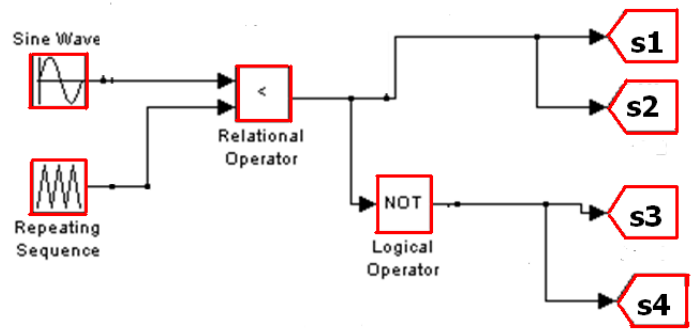 Sine Wave
<
Relational
Operator
Repeating
Sequence
NOT
Logical
Operator
s1
s2
s3
s4